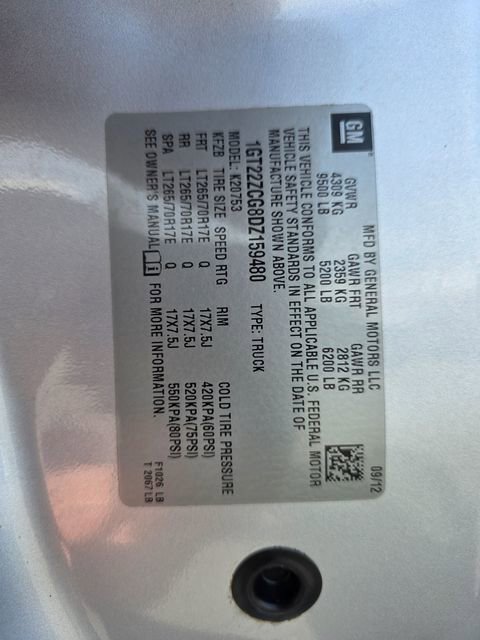 GM
MFD BY GENERAL MOTORS LLC
09/12
GVWR GAWR FRT GAWR RR
4309 KG 2359 KG 2812 KG
9500 LB 5200 LB 6200 LB
THIS VEHICLE CONFORMS TO ALL APPLICABLE U.S. FEDERAL MOTOR
VEHICLE SAFETY STANDARDS IN EFFECT ON THE DATE OF
MANUFACTURE SHOWN ABOVE.
1GT22ZCG8DZ159480 TYPE: TRUCK
MODEL: K20753
KFZB TIRE SIZE SPEED RTG RIM COLD TIRE PRESSURE
FRT LT265/70R17E Q 17X7.5J 420KPA(60PSI)
RR LT265/70R17E Q 17X7.5J 520KPA(75PSI)
SPA LT265/70R17E Q 17X7.5J 550KPA(80PSI)
SEE OWNER'S MANUAL i FOR MORE INFORMATION.
F1026 LB
T 2067 LB